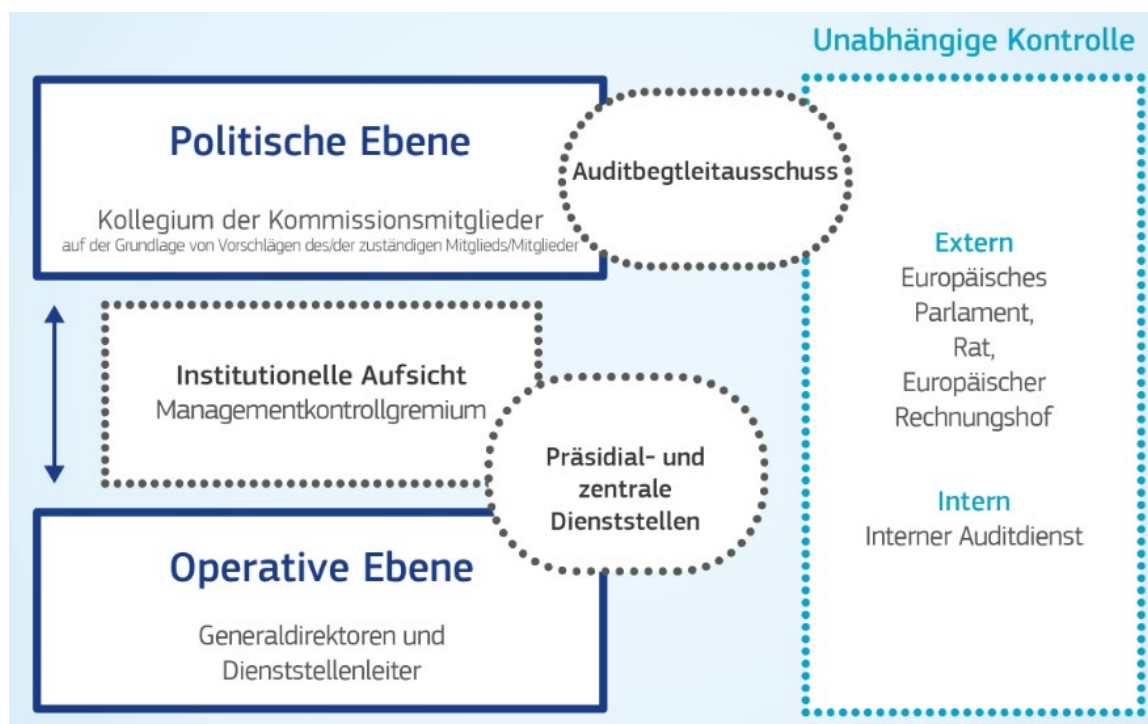 Unabhängige Kontrolle
Politische Ebene
Kollegium der Kommissionsmitglieder
auf der Grundlage von Vorschlägen des/der zuständigen Mitglieds/Mitglieder
Auditbegtleitausschuss
Institutionelle Aufsicht
Managementkontrollgremium
Präsidial- und
zentrale
Dienststellen
Operative Ebene
Generaldirektoren und
Dienststellenleiter
Extern
Europäisches
Parlament,
Rat,
Europäischer
Rechnungshof
Intern
Interner Auditdienst